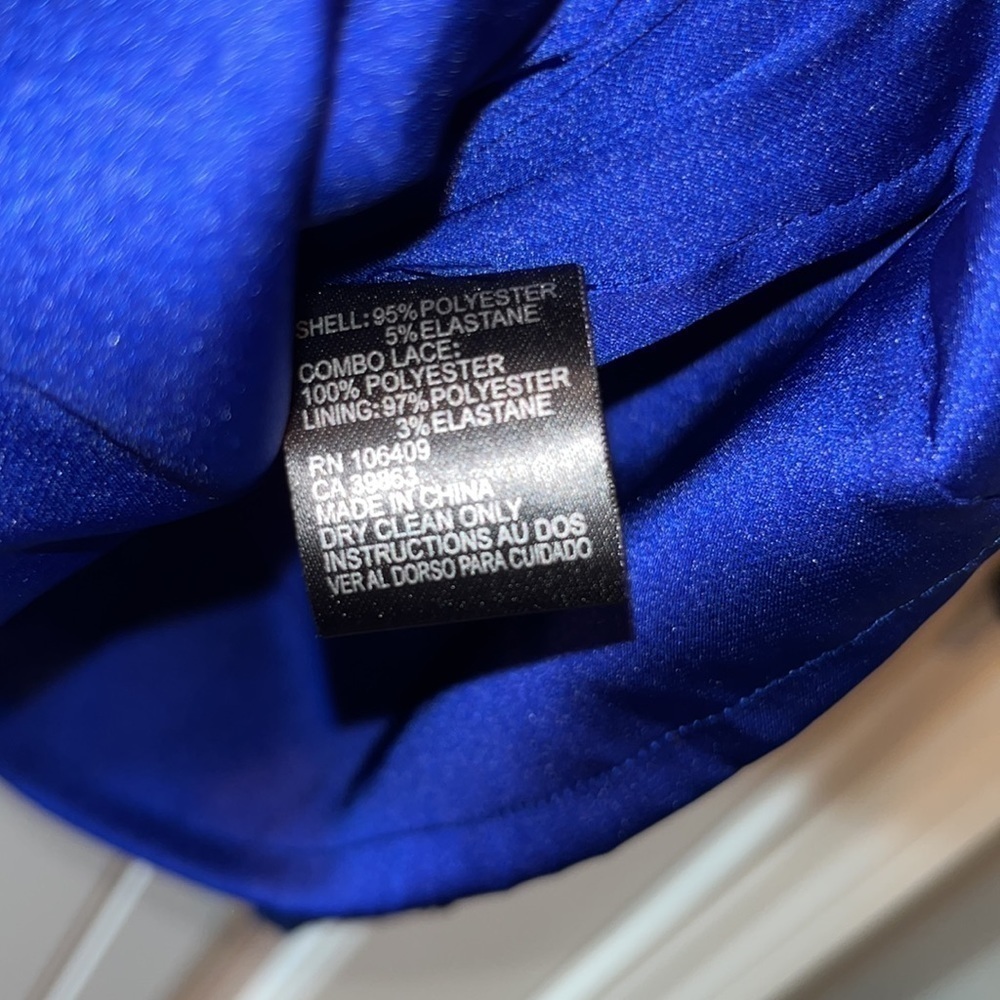 SHELL: 95% POLYESTER
5% ELASTANE
COMBO LACE:
100% POLYESTER
LINING: 97% POLYESTER
3% ELASTANE
RN 106409
CA 39863
MADE IN CHINA
DRY CLEAN ONLY
INSTRUCTIONS AU DOS
VER AL DORSO PARA CUIDADO